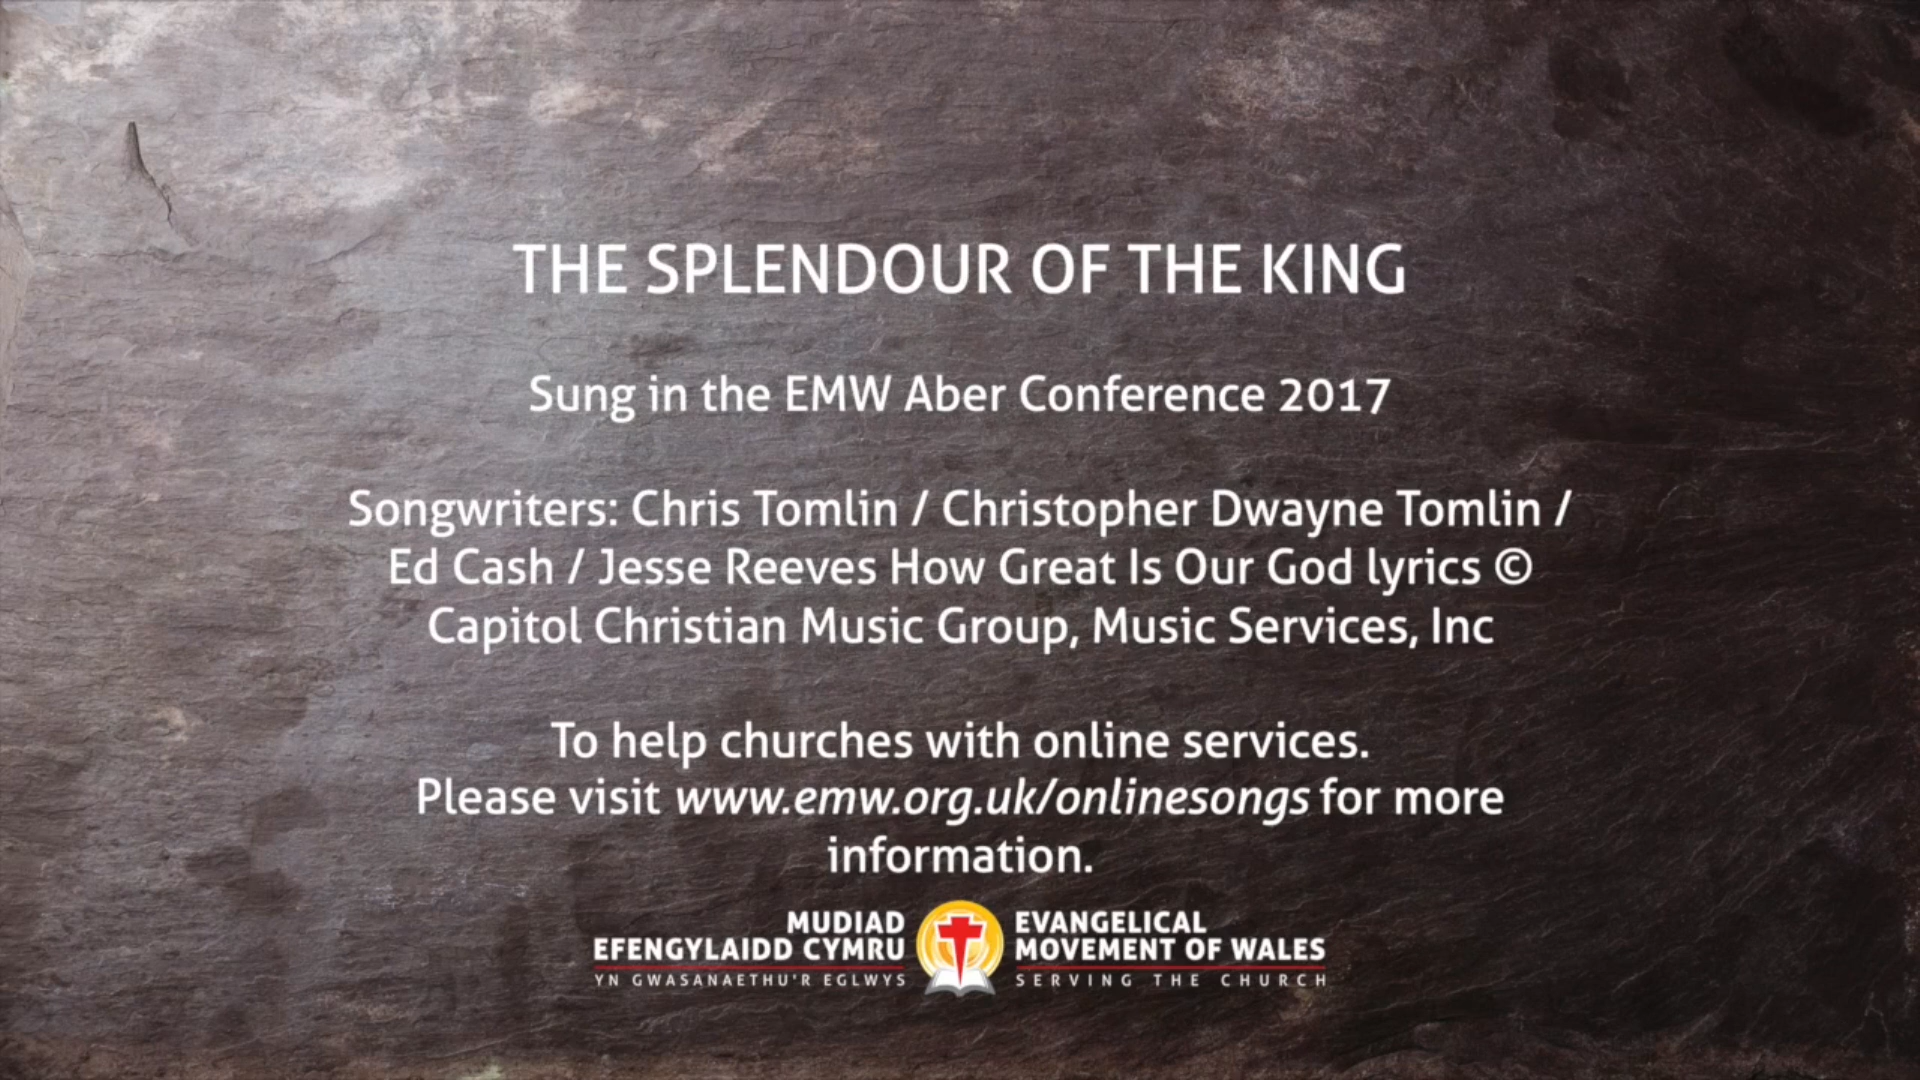 THE SPLENDOUR OF THE KING
Sung in the EMW Aber Conference 2017
Songwriters: Chris Tomlin / Christopher Dwayne Tomlin /
Ed Cash / Jesse Reeves How Great Is Our God lyrics ©
Capitol Christian Music Group, Music Services, Inc
To help churches with online services.
Please visit www.emw.org.uk/onlinesongs for more
information.
MUDIAD
EFENGYLAIDD CYMRU
YN GWASANAETHU'R EGLWYS
EVANGELICAL
MOVEMENT OF WALES
SERVING THE CHURCH